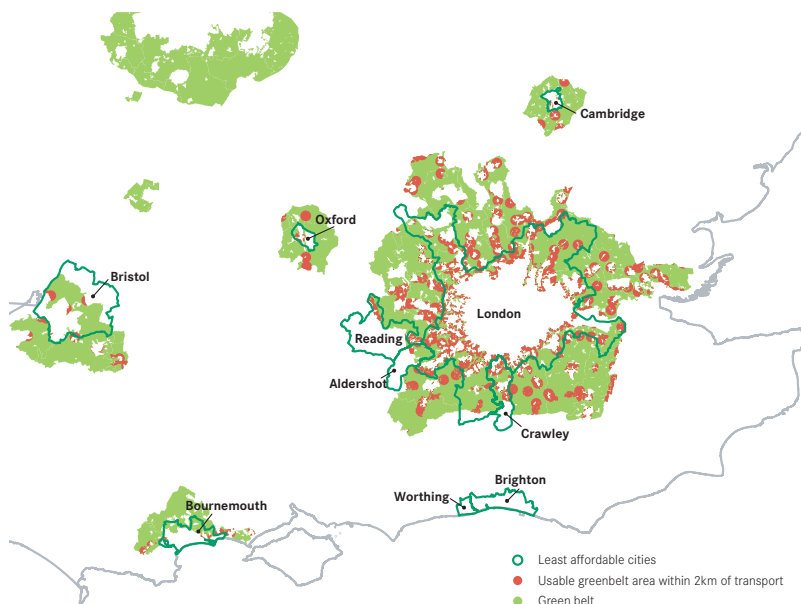 Cambridge
Oxford
Bristol
London
Reading
Aldershot
Crawley
Brighton
Worthing
Bournemouth
Least affordable cities
Usable greenbelt area within 2km of transport
Green belt